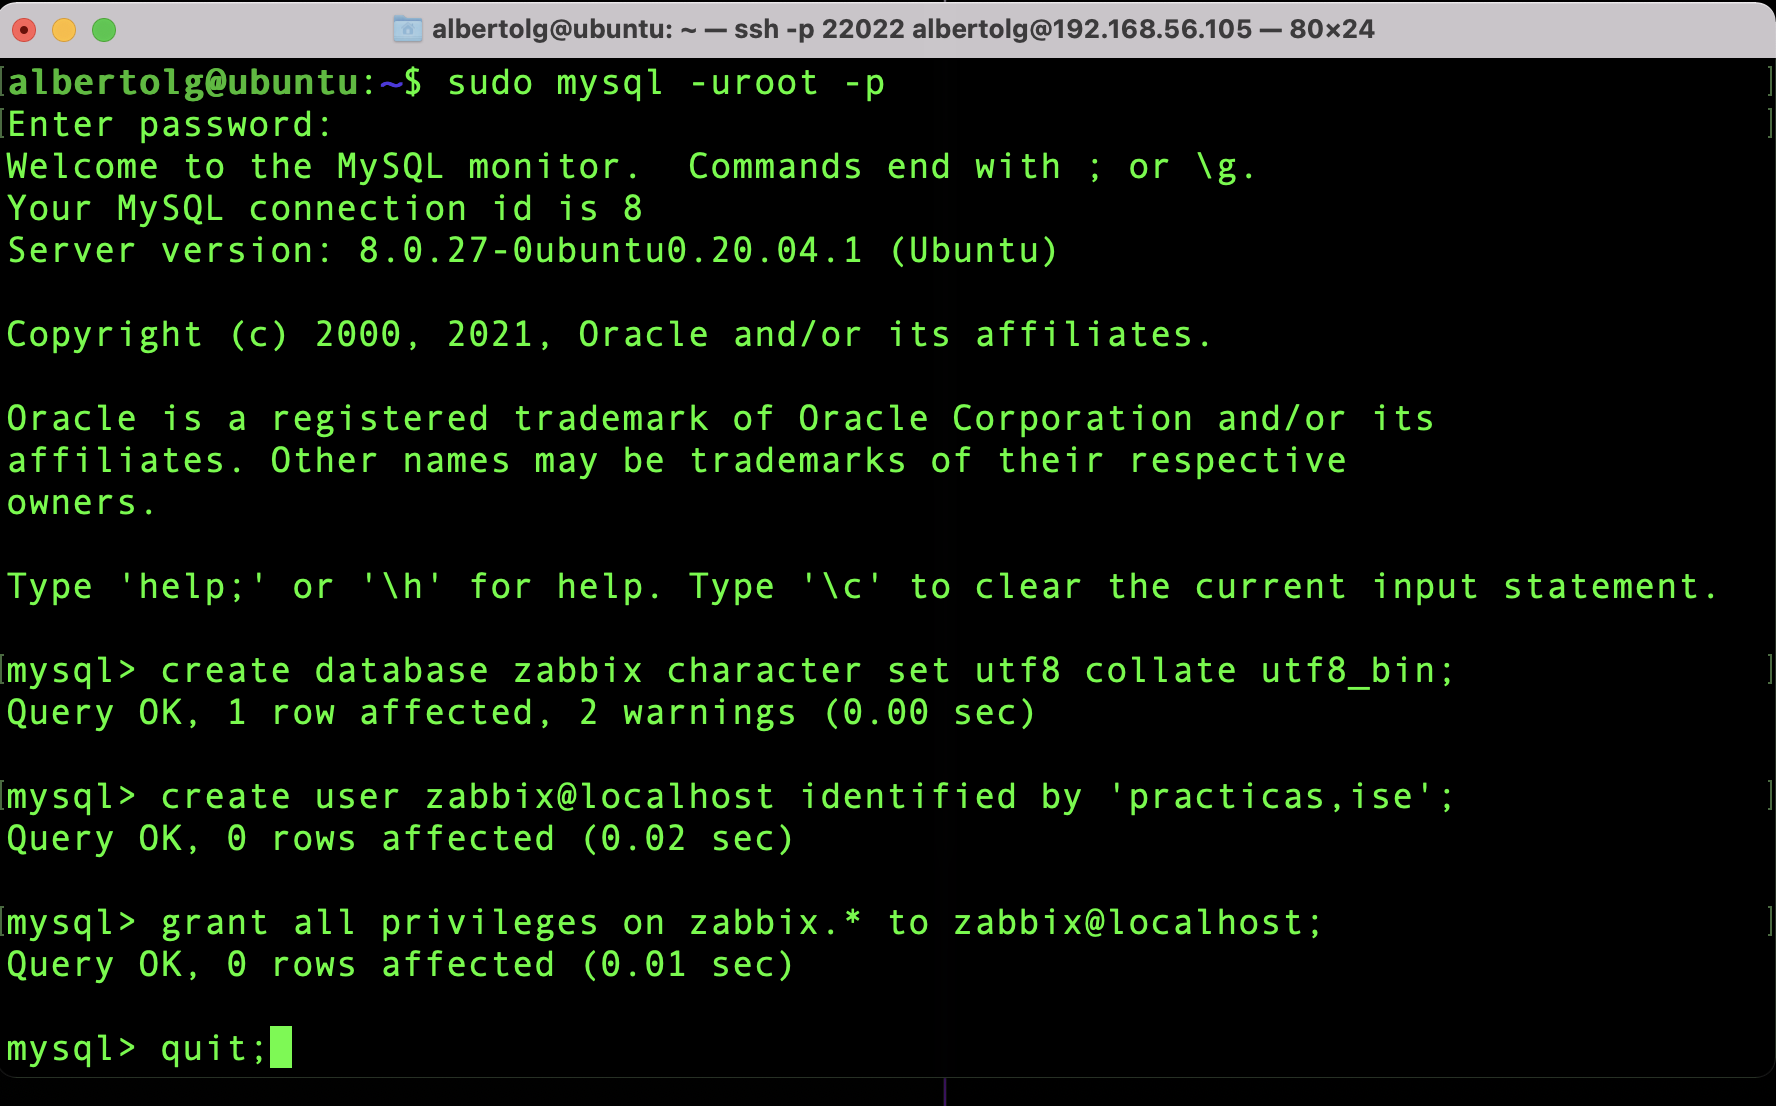 albertolg@ubuntu: ~ — ssh -p 22022 albertolg@192.168.56.105 — 80×24
albertolg@ubuntu:~$ sudo mysql -uroot -p
Enter password:
Welcome to the MySQL monitor.  Commands end with ; or \g.
Your MySQL connection id is 8
Server version: 8.0.27-0ubuntu0.20.04.1 (Ubuntu)
Copyright (c) 2000, 2021, Oracle and/or its affiliates.
Oracle is a registered trademark of Oracle Corporation and/or its
affiliates. Other names may be trademarks of their respective
owners.
Type 'help;' or '\h' for help. Type '\c' to clear the current input statement.
mysql> create database zabbix character set utf8 collate utf8_bin;
Query OK, 1 row affected, 2 warnings (0.00 sec)
mysql> create user zabbix@localhost identified by 'practicas,ise';
Query OK, 0 rows affected (0.02 sec)
mysql> grant all privileges on zabbix.* to zabbix@localhost;
Query OK, 0 rows affected (0.01 sec)
mysql> quit;